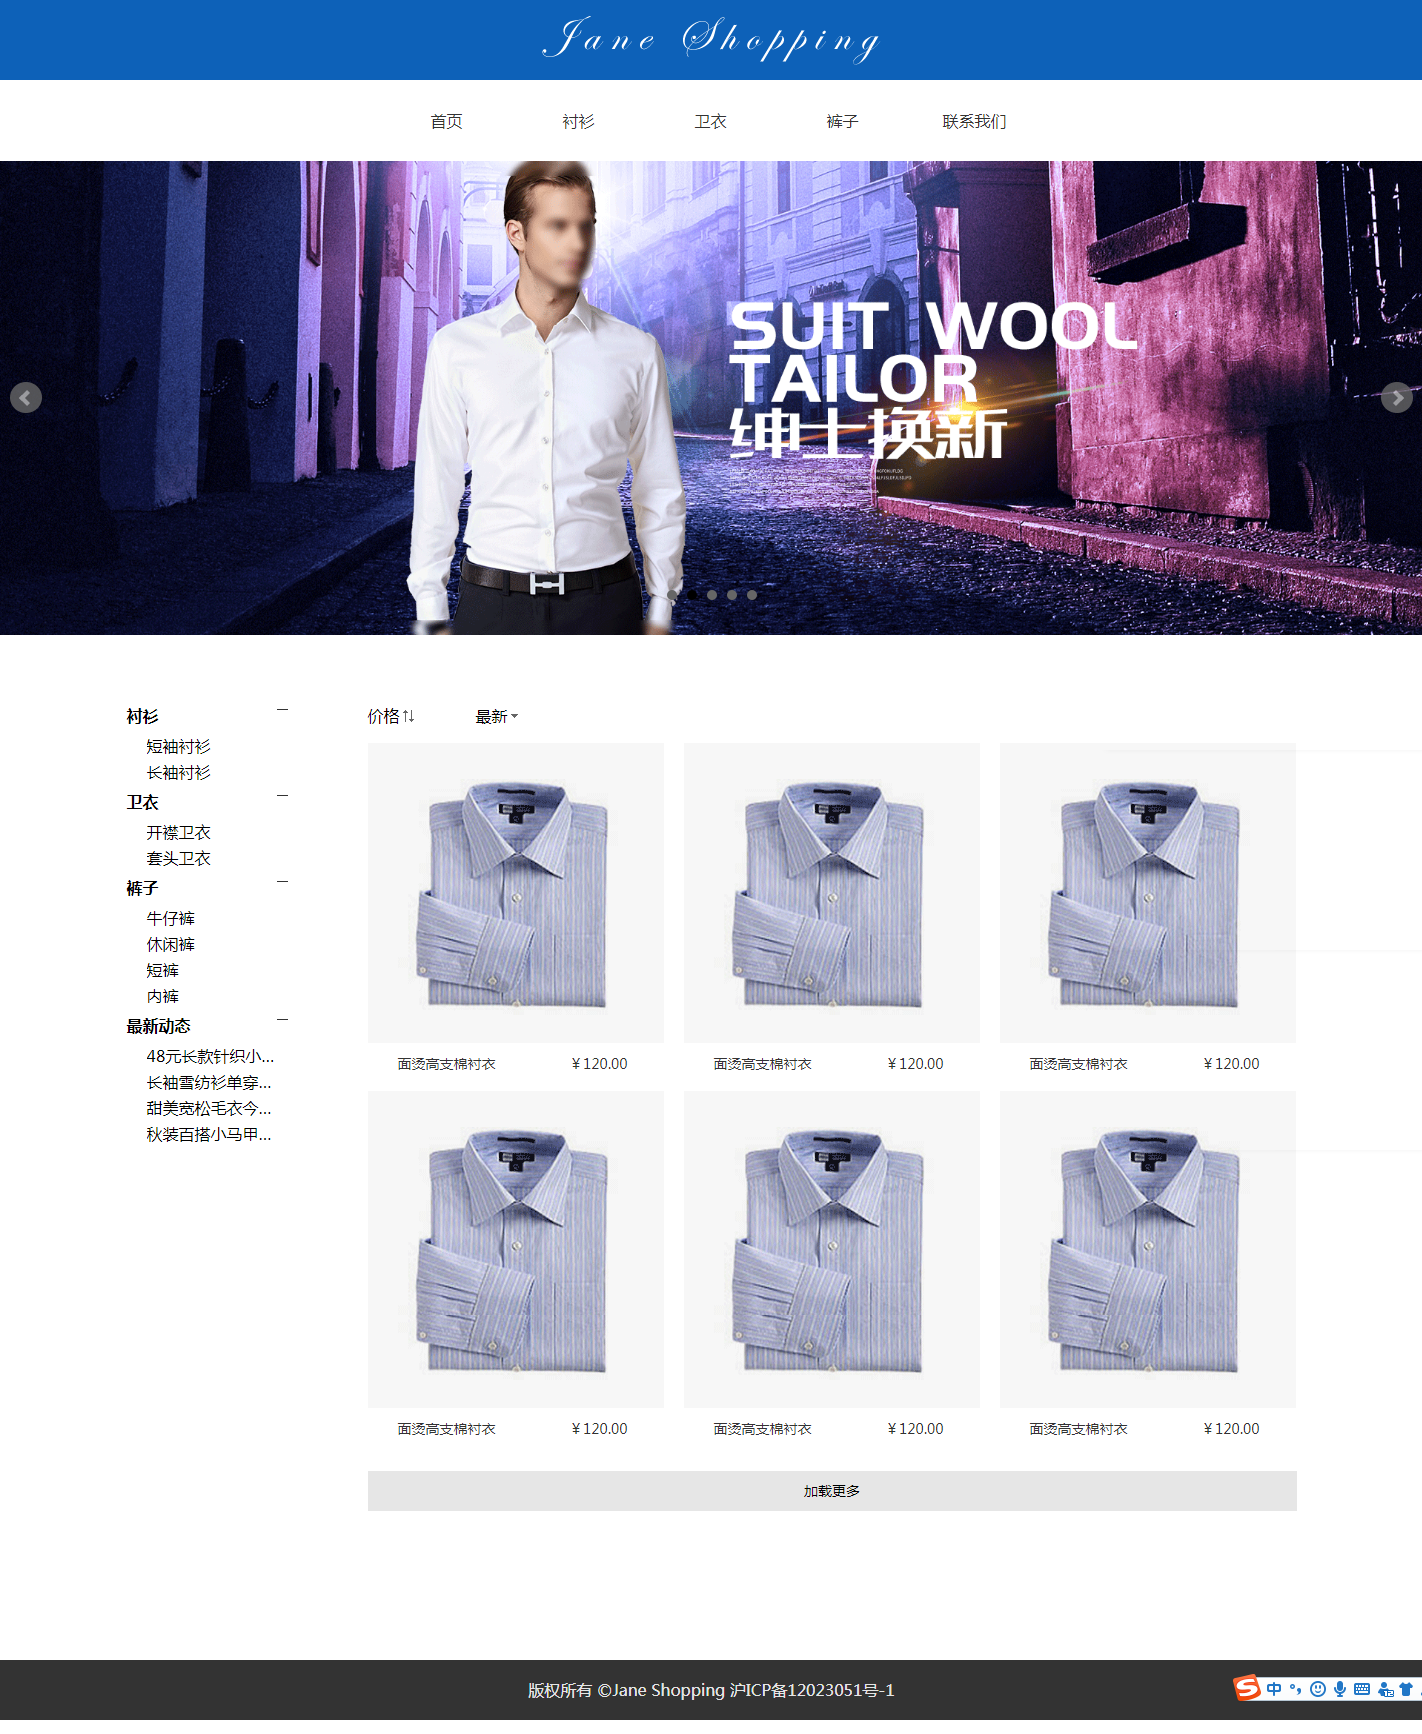 Jane Shopping
首页 衬衫 卫衣 裤子 联系我们
SUIT WOOL
TAILOR
绅士换新
衬衫
短袖衬衫
长袖衬衫
卫衣
开襟卫衣
套头卫衣
裤子
牛仔裤
休闲裤
短裤
内裤
最新动态
48元长款针织小...
长袖雪纺衫单穿...
甜美宽松毛衣今...
秋装百搭小马甲...
价格 最新
面烫高支棉衬衣 ¥120.00 面烫高支棉衬衣 ¥120.00 面烫高支棉衬衣 ¥120.00
面烫高支棉衬衣 ¥120.00 面烫高支棉衬衣 ¥120.00 面烫高支棉衬衣 ¥120.00
加载更多
版权所有 ©Jane Shopping 沪ICP备12023051号-1
中